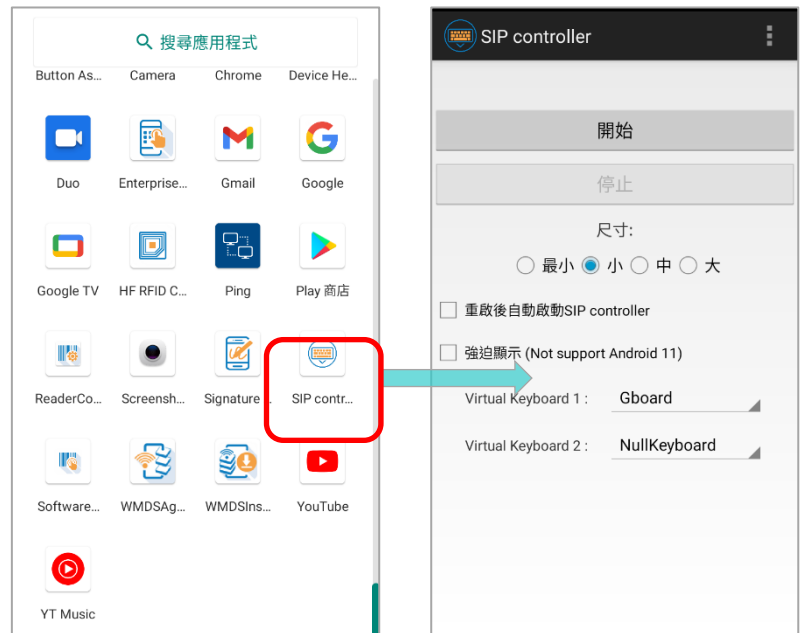 搜尋應用程式
Button As... Camera Chrome Device He...
Duo Enterprise... Gmail Google
Google TV HF RFID C... Ping Play 商店
ReaderCo... Screensh... Signature SIP contr...
Software... WMDSAg... WMDSIns... YouTube
YT Music
SIP controller
開始
停止
尺寸:
最小 小 中 大
重啟後自動啟動SIP controller
強迫顯示 (Not support Android 11)
Virtual Keyboard 1 : Gboard
Virtual Keyboard 2 : NullKeyboard